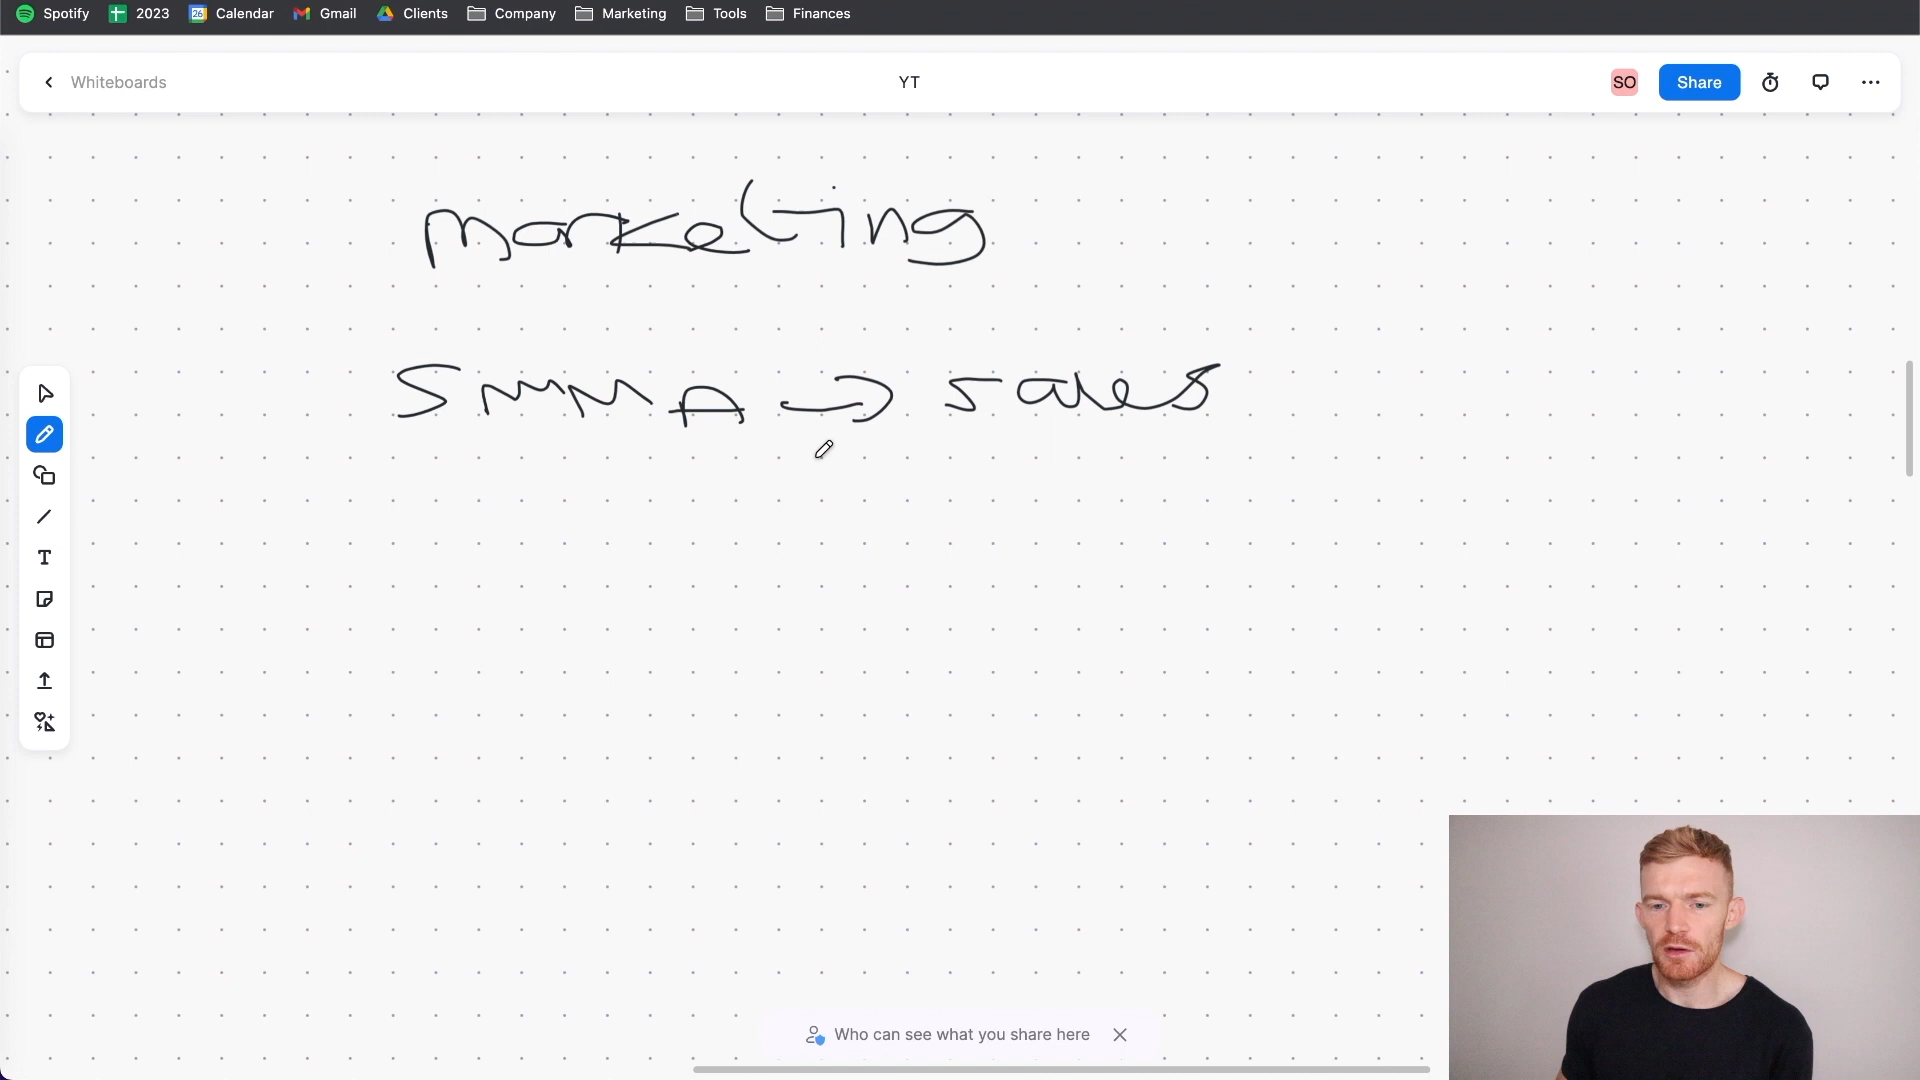 Spotify 2023 26 Calendar Gmail Clients Company Marketing Tools Finances
Whiteboards YT SO Share
Marketing
SMMA → sales
T
Who can see what you share here